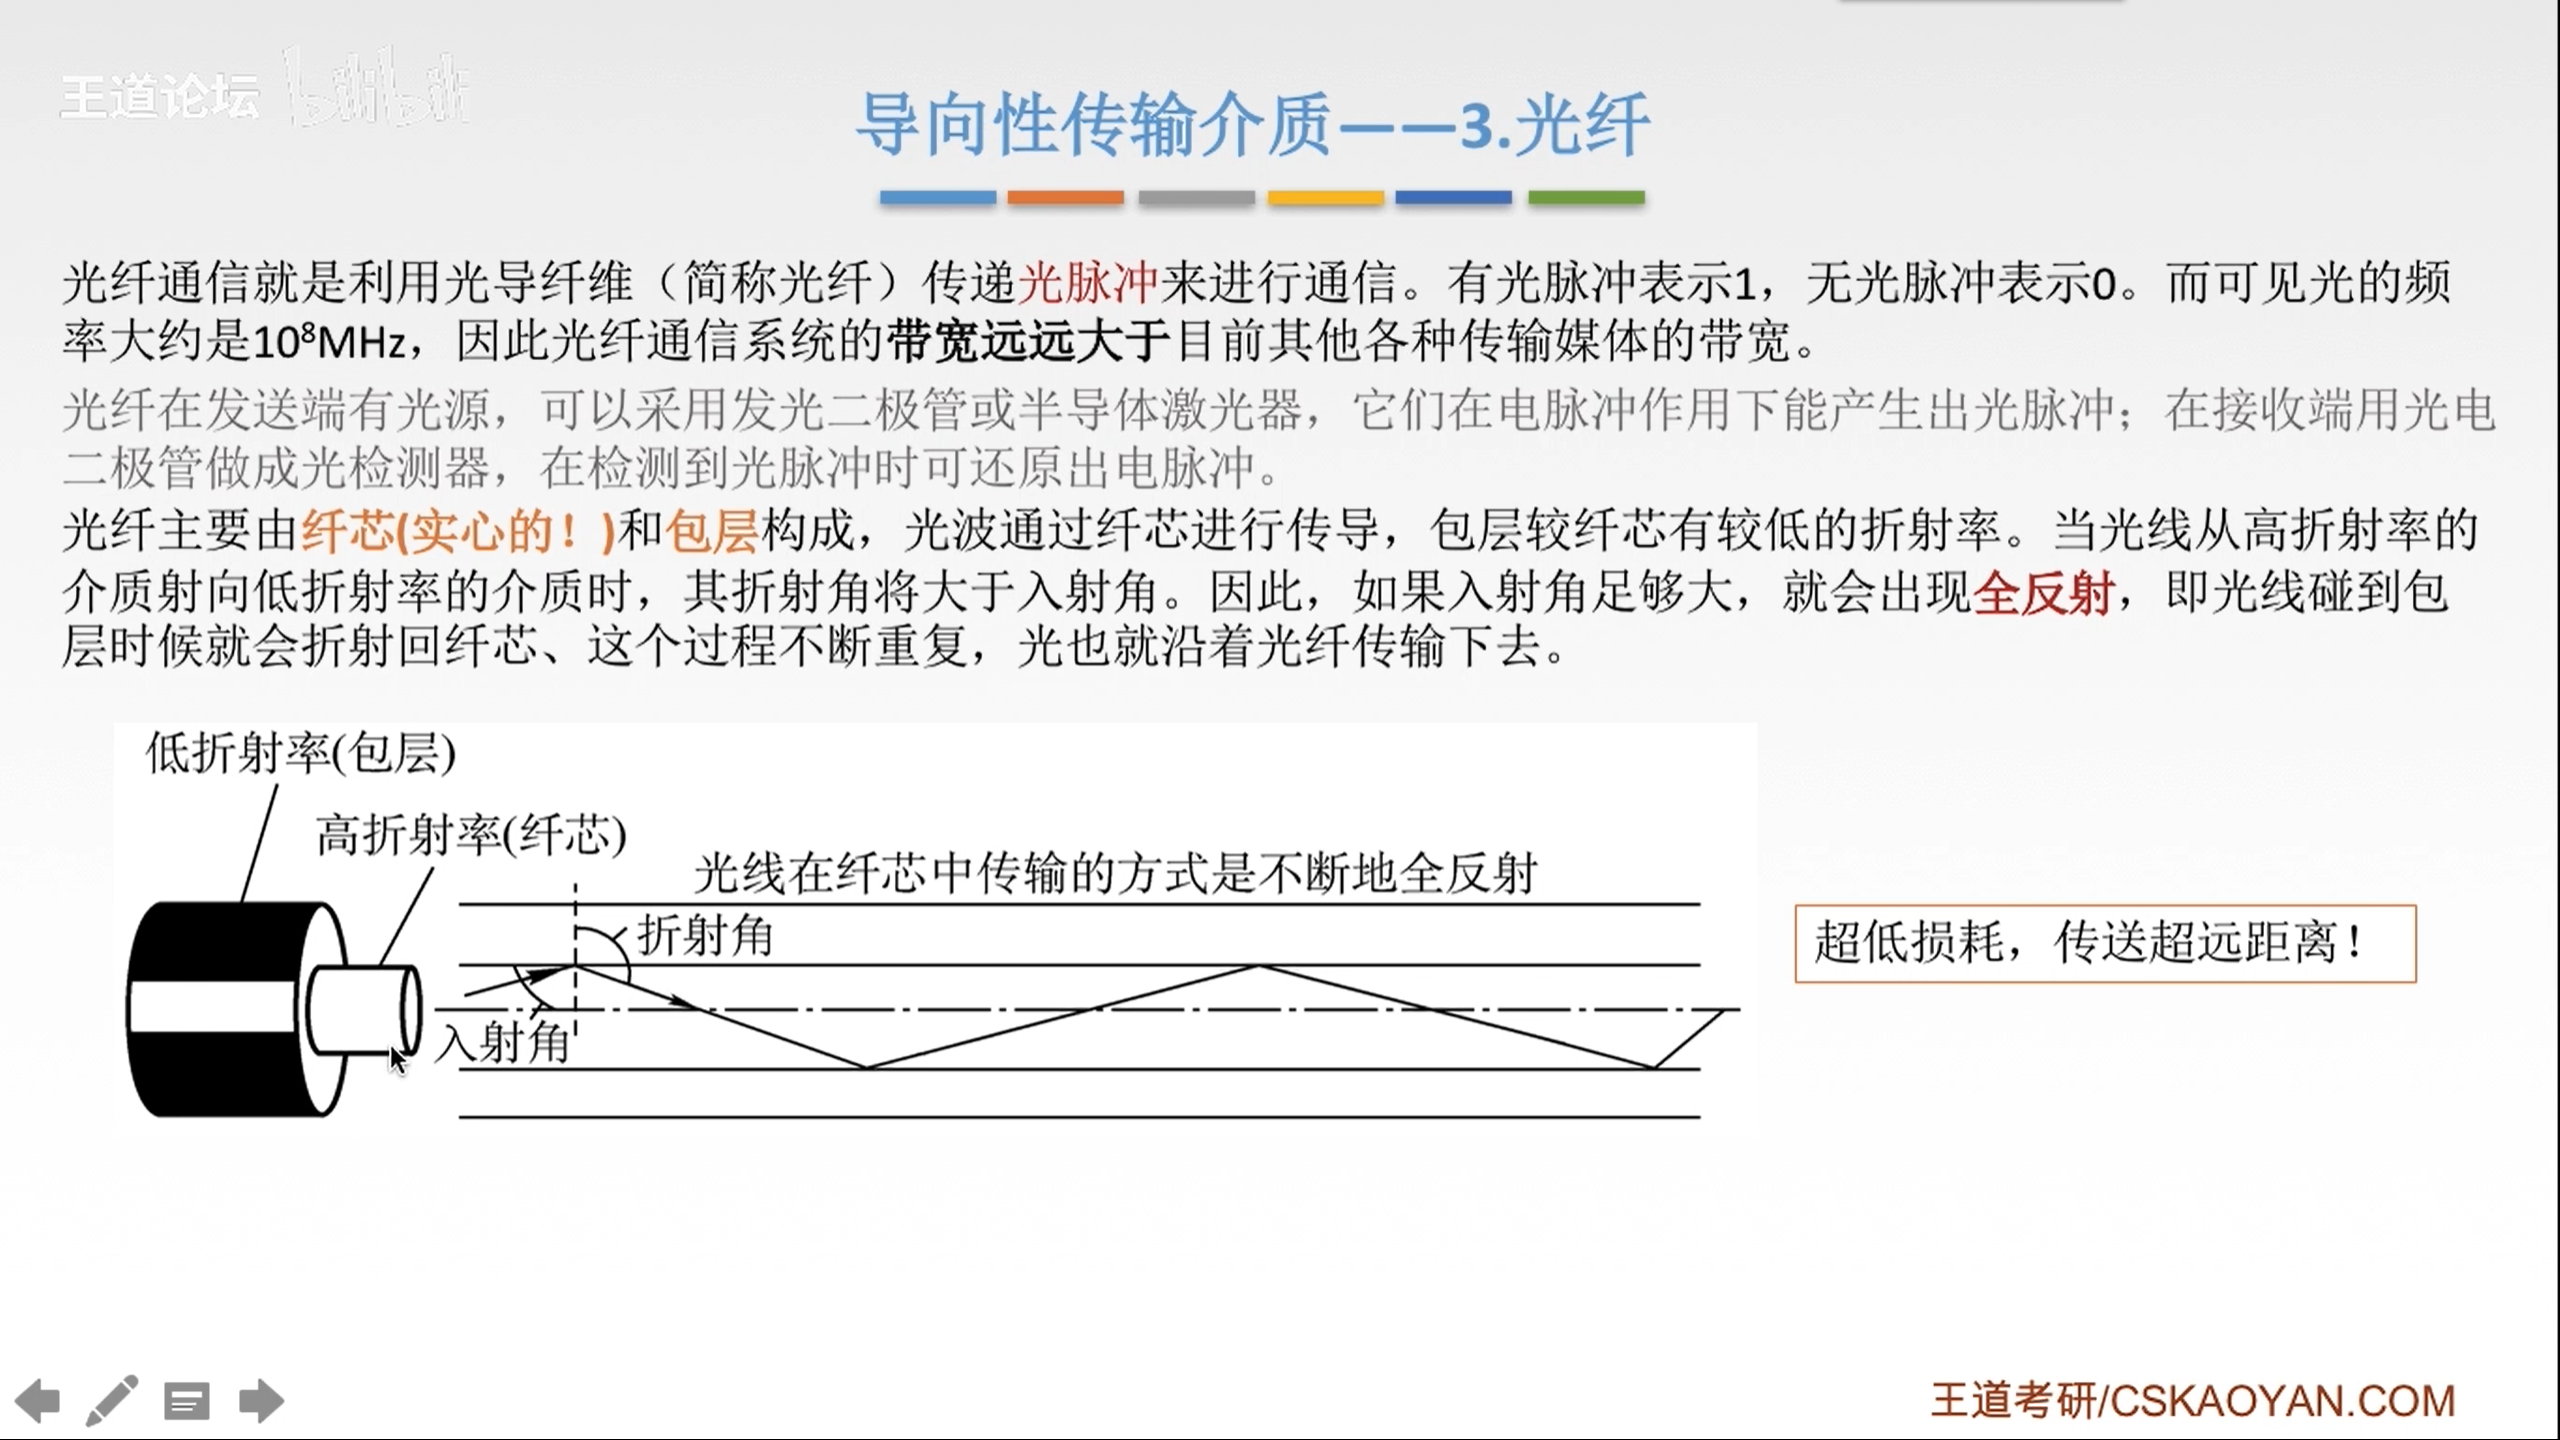 王道论坛 bilibili
导向性传输介质——3.光纤
光纤通信就是利用光导纤维（简称光纤）传递光脉冲来进行通信。有光脉冲表示1，无光脉冲表示0。而可见光的频
率大约是10⁸MHz，因此光纤通信系统的带宽远远大于目前其他各种传输媒体的带宽。
光纤在发送端有光源，可以采用发光二极管或半导体激光器，它们在电脉冲作用下能产生出光脉冲；在接收端用光电
二极管做成光检测器，在检测到光脉冲时可还原出电脉冲。
光纤主要由纤芯(实心的！)和包层构成，光波通过纤芯进行传导，包层较纤芯有较低的折射率。当光线从高折射率的
介质射向低折射率的介质时，其折射角将大于入射角。因此，如果入射角足够大，就会出现全反射，即光线碰到包
层时候就会折射回纤芯、这个过程不断重复，光也就沿着光纤传输下去。
低折射率(包层)
高折射率(纤芯)
光线在纤芯中传输的方式是不断地全反射
折射角
入射角
超低损耗，传送超远距离！
王道考研/CSKAOYAN.COM